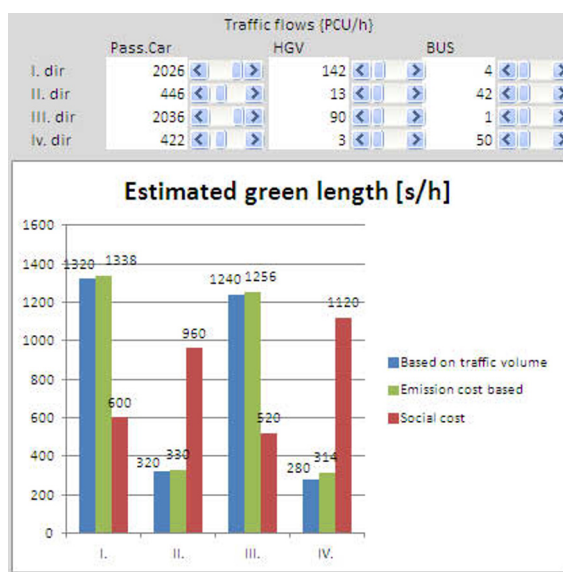 Traffic flows {PCU/h}
Pass.Car HGV BUS
I. dir 2026 142 4
II. dir 446 13 42
III. dir 2036 90 1
Iv. dir 422 3 50
Estimated green length [s/h]
1600
1400
1200
1000
800
600
400
200
0
1320 1338 600
320 330 960
1240 1256 520
280 314 1120
I. II. III. IV.
Based on traffic volume
Emission cost based
Social cost